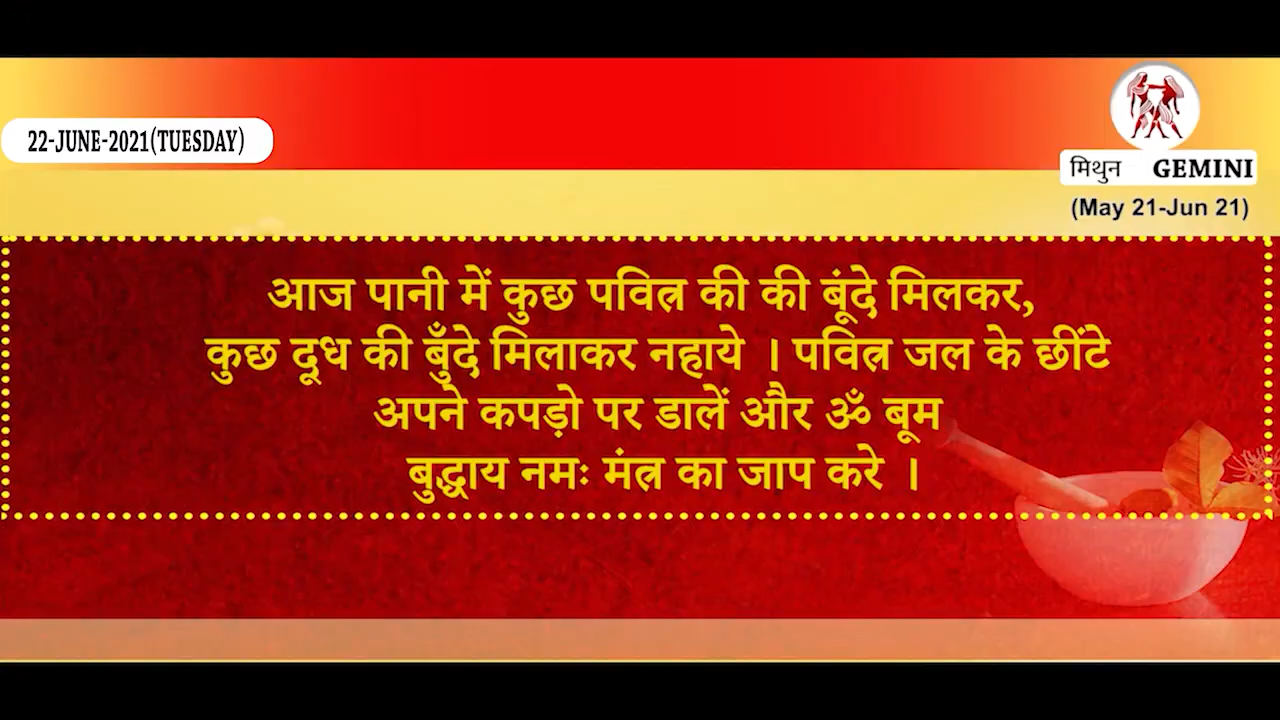 22-JUNE-2021(TUESDAY)
मिथुन GEMINI
(May 21-Jun 21)
आज पानी में कुछ पवित्र की की बूंदे मिलकर,
कुछ दूध की बुँदे मिलाकर नहाये । पवित्र जल के छींटे
अपने कपड़ो पर डालें और ॐ बूम
बुद्धाय नमः मंत्र का जाप करे ।